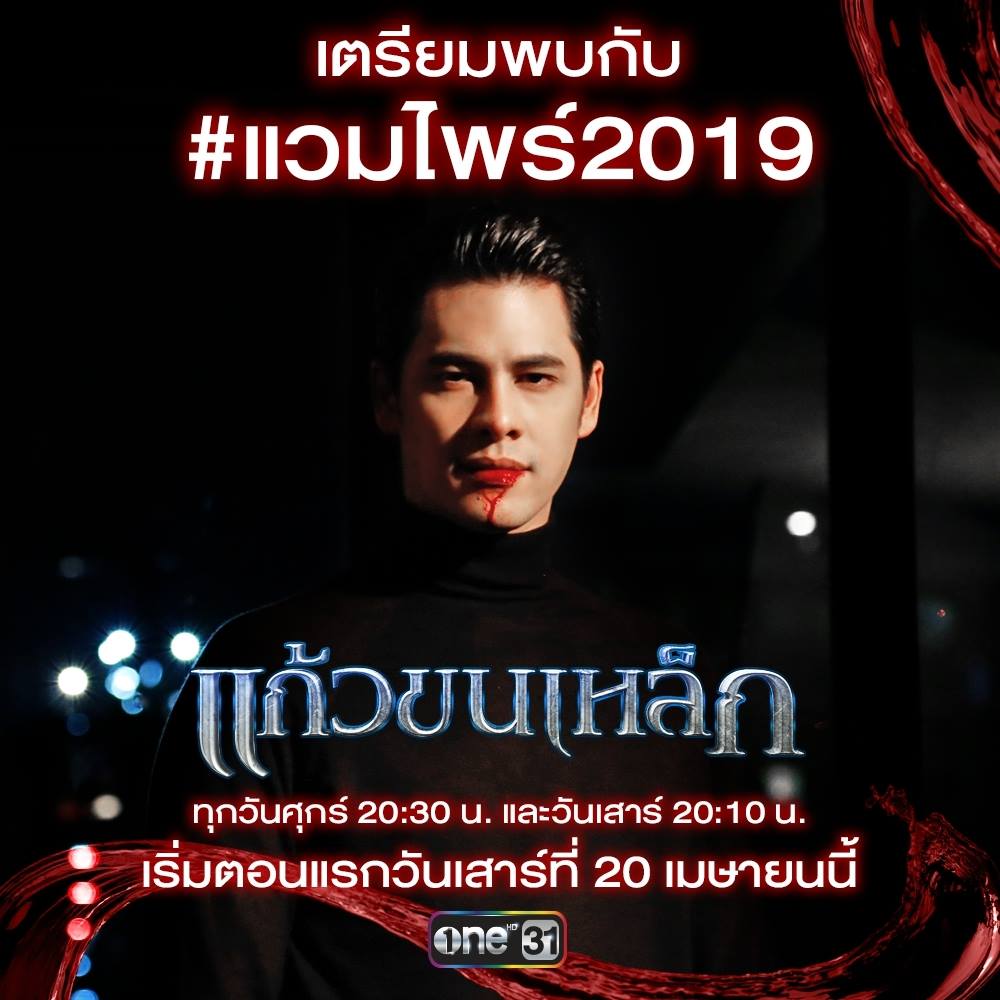 เตรียมพบกับ
#แวมไพร์2019
แก้วขนเหล็ก
ทุกวันศุกร์ 20:30 น. และวันเสาร์ 20:10 น.
เริ่มตอนแรกวันเสาร์ที่ 20 เมษายนนี้
one HD 31